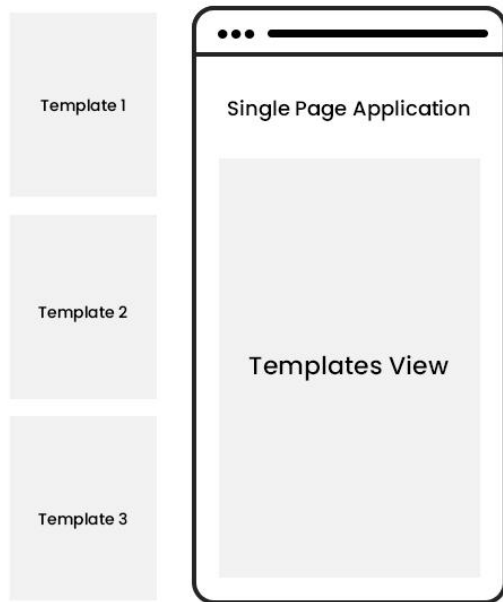 Template 1
Template 2
Template 3
Single Page Application
Templates View